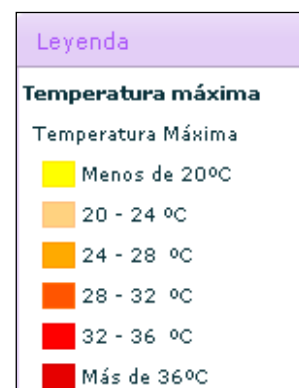 Leyenda
Temperatura máxima
Temperatura Máxima
Menos de 20ºC
20 - 24 ºC
24 - 28 ºC
28 - 32 ºC
32 - 36 ºC
Más de 36ºC